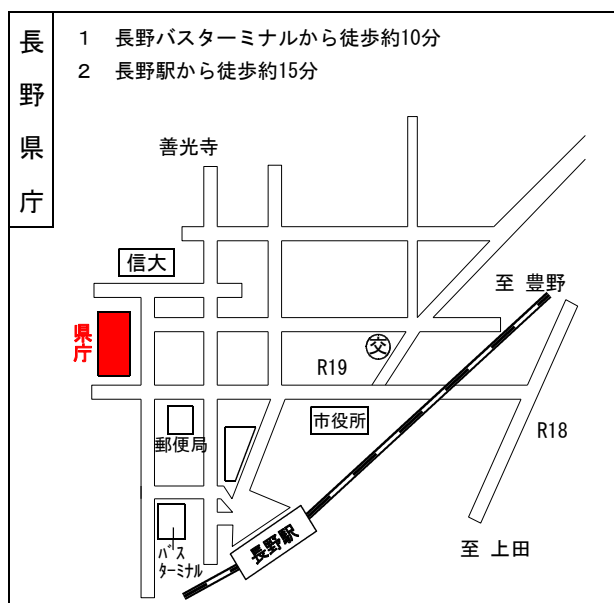 長野県庁
1 長野バスターミナルから徒歩約10分
2 長野駅から徒歩約15分
善光寺
信大
至 豊野
県庁
交
R19
市役所
郵便局
R18
バス
ターミナル
長野駅
至 上田